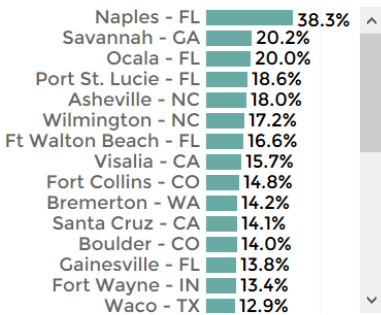 Naples - FL 38.3%
Savannah - GA 20.2%
Ocala - FL 20.0%
Port St. Lucie - FL 18.6%
Asheville - NC 18.0%
Wilmington - NC 17.2%
Ft Walton Beach - FL 16.6%
Visalia - CA 15.7%
Fort Collins - CO 14.8%
Bremerton - WA 14.2%
Santa Cruz - CA 14.1%
Boulder - CO 14.0%
Gainesville - FL 13.8%
Fort Wayne - IN 13.4%
Waco - TX 12.9%